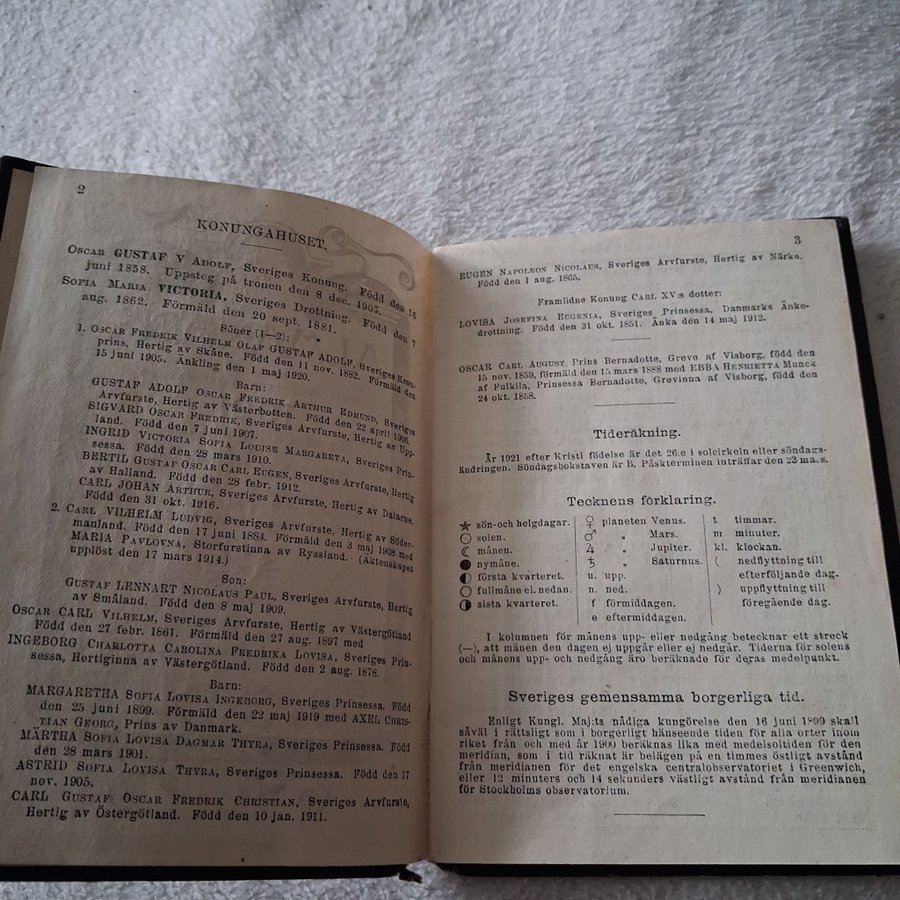 2
KONUNGAHUSET.
OSCAR GUSTAF V ADOLF, Sveriges Konung. Född den 16
juni 1858. Uppsteg på tronen den 8 dec. 1907.
SOFIA MARIA VICTORIA, Sveriges Drottning. Född den 7
aug. 1862. Förmäld den 20 sept. 1881.
Söner (1—2):
1. OSCAR FREDRIK VILHELM OLAF GUSTAF ADOLF, Sveriges Kron-
prins, Hertig av Skåne. Född den 11 nov. 1882. Förmäld den
15 juni 1905. Änkling den 1 maj 1920.
Barn:
GUSTAF ADOLF OSCAR FREDRIK ARTHUR EDMUND, Sveriges
Arvfurste, Hertig av Västerbotten. Född den 22 april 1906.
SIGVARD OSCAR FREDRIK, Sveriges Arvfurste, Hertig av Upp-
land. Född den 7 juni 1907.
INGRID VICTORIA SOFIA LOUISE MARGARETA, Sveriges Prin-
sessa. Född den 28 mars 1910.
BERTIL GUSTAF OSCAR CARL EUGEN, Sveriges Arvfurste, Hertig
av Halland. Född den 28 febr. 1912.
CARL JOHAN ARTHUR, Sveriges Arvfurste, Hertig av Dalarne.
Född den 31 okt. 1916.
2. CARL VILHELM LUDVIG, Sveriges Arvfurste, Hertig av Söder-
manland. Född den 17 juni 1884. Förmäld den 3 maj 1908 med
MARIA PAVLOVNA, Storfurstinna av Ryssland. (Äktenskapet
upplöst den 17 mars 1914.)
Son:
GUSTAF LENNART NICOLAUS PAUL, Sveriges Arvfurste, Hertig
av Småland. Född den 8 maj 1909.
OSCAR CARL VILHELM, Sveriges Arvfurste, Hertig av Västergötland
Född den 27 febr. 1861. Förmäld den 27 aug. 1897 med
INGEBORG CHARLOTTA CAROLINA FREDRIKA LOVISA, Sveriges Prin-
sessa, Hertiginna av Västergötland. Född den 2 aug. 1878.
Barn:
MARGARETHA SOFIA LOVISA INGEBORG, Sveriges Prinsessa. Född
den 25 juni 1899. Förmäld den 22 maj 1919 med AXEL CHRIS-
TIAN GEORG, Prins av Danmark.
MÄRTHA SOFIA LOVISA DAGMAR THYRA, Sveriges Prinsessa. Född
den 28 mars 1901.
ASTRID SOFIA LOVISA THYRA, Sveriges Prinsessa. Född den 17
nov. 1905.
CARL GUSTAF OSCAR FREDRIK CHRISTIAN, Sveriges Arvfurste,
Hertig av Östergötland. Född den 10 jan. 1911.
3
EUGEN NAPOLEON NICOLAUS, Sveriges Arvfurste, Hertig av Närke.
Född den 1 aug. 1865.
Framlidne Konung CARL XV:s dotter:
LOVISA JOSEFINA EUGENIA, Sveriges Prinsessa, Danmarks Änke-
drottning. Född den 31 okt. 1851. Änka den 14 maj 1912.
OSCAR CARL AUGUST Prins Bernadotte, Greve af Visborg, född den
15 nov. 1859, förmäld den 15 mars 1888 med EBBA HENRIETTA Munck
af Fulkila, Prinsessa Bernadotte, Grevinna af Visborg, född den
24 okt. 1858.
Tideräkning.
År 1921 efter Kristi födelse är det 26:e i solcirkeln eller söndags-
ändringen. Söndagsbokstaven är B. Påskterminen inträffar den 23 mars.
Tecknens förklaring.
★ sön- och helgdagar. ♀ planeten Venus. t timmar.
○ solen. ♂ „ Mars. m minuter.
☾ månen. ♃ „ Jupiter. kl. klockan.
● nymåne. ♄ „ Saturnus. ( nedflyttning till
◐ första kvarteret. u. upp. efterföljande dag.
○ fullmåne el. nedan. n. ned. ) uppflyttning till
◑ sista kvarteret. f förmiddagen. föregående dag.
e eftermiddagen.
I kolumnen för månens upp- eller nedgång betecknar ett streck
(—), att månen den dagen ej uppgår eller ej nedgår. Tiderna för solens
och månens upp- och nedgång äro beräknade för deras medelpunkt.
Sveriges gemensamma borgerliga tid.
Enligt Kungl. Maj:ts nådiga kungörelse den 16 juni 1899 skall
såväl i rättsligt som i borgerligt hänseende tiden för alla orter inom
riket från och med år 1900 beräknas lika med medelsoltiden för den
meridian, som i tid räknat är belägen på en timmes östligt avstånd
från meridianen för det engelska centralobservatoriet i Greenwich,
eller 12 minuters och 14 sekunders västligt avstånd från meridianen
för Stockholms observatorium.